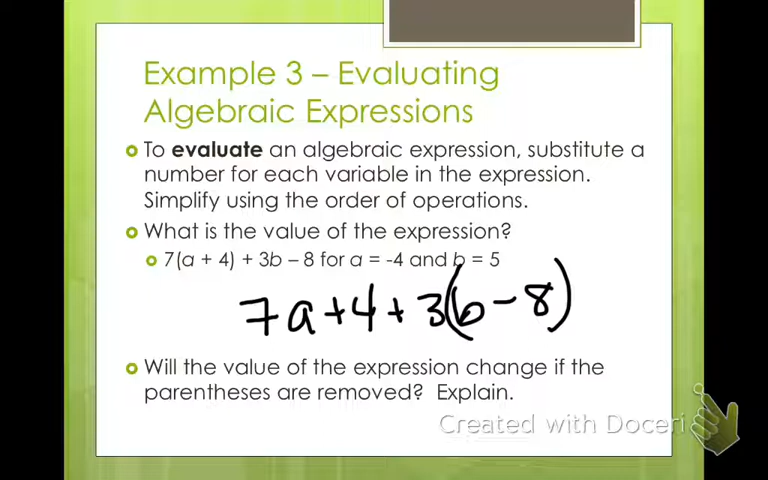 Example 3 – Evaluating
Algebraic Expressions
To evaluate an algebraic expression, substitute a
number for each variable in the expression.
Simplify using the order of operations.
What is the value of the expression?
7(a + 4) + 3b – 8 for a = -4 and b = 5
7a+4+3(b-8)
Will the value of the expression change if the
parentheses are removed? Explain.
Created with Doceri